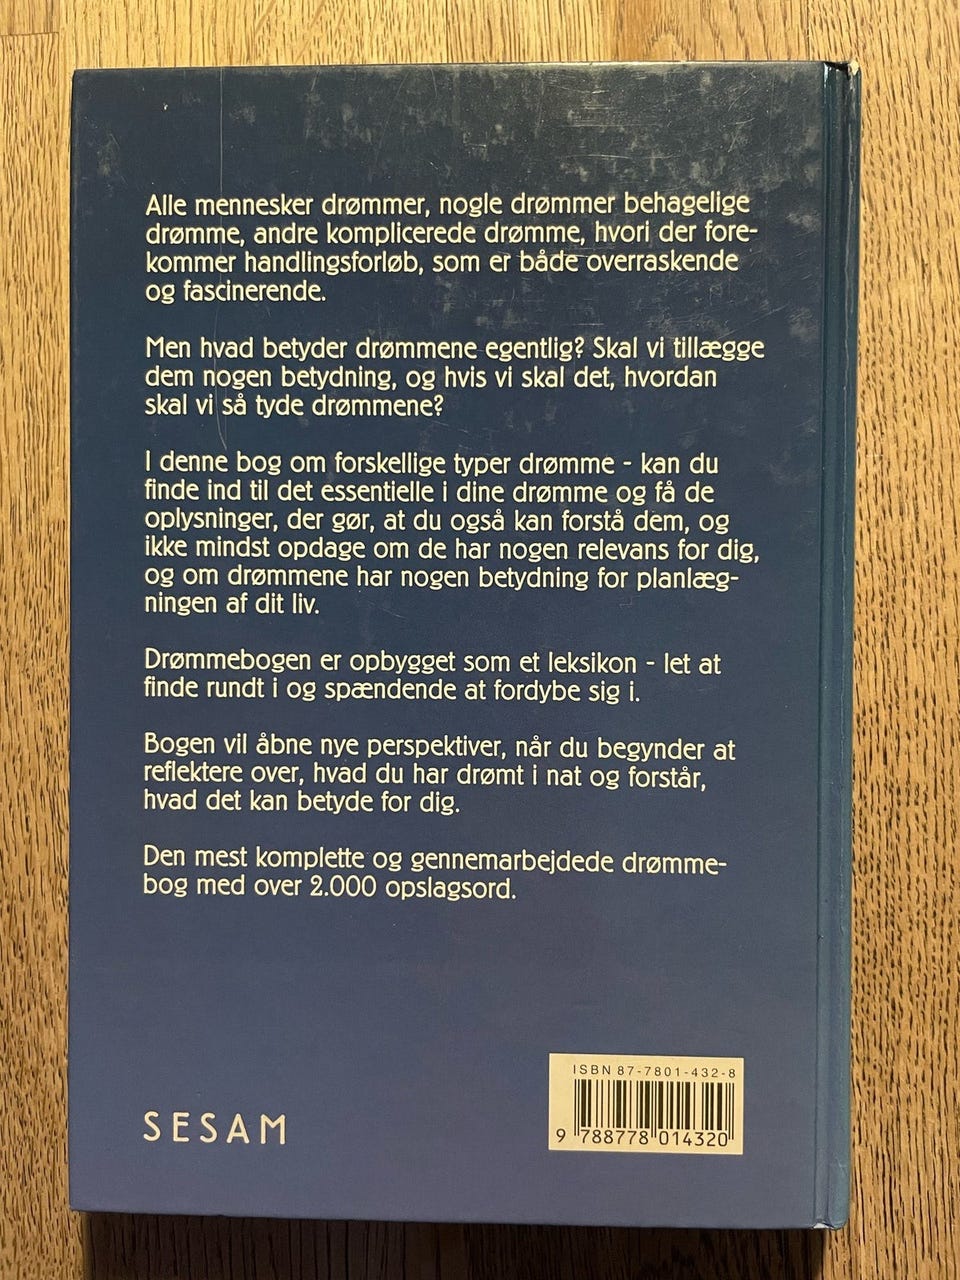 Alle mennesker drømmer, nogle drømmer behagelige
drømme, andre komplicerede drømme, hvori der fore-
kommer handlingsforløb, som er både overraskende
og fascinerende.
Men hvad betyder drømmene egentlig? Skal vi tillægge
dem nogen betydning, og hvis vi skal det, hvordan
skal vi så tyde drømmene?
I denne bog om forskellige typer drømme - kan du
finde ind til det essentielle i dine drømme og få de
oplysninger, der gør, at du også kan forstå dem, og
ikke mindst opdage om de har nogen relevans for dig,
og om drømmene har nogen betydning for planlæg-
ningen af dit liv.
Drømmebogen er opbygget som et leksikon - let at
finde rundt i og spændende at fordybe sig i.
Bogen vil åbne nye perspektiver, når du begynder at
reflektere over, hvad du har drømt i nat og forstår,
hvad det kan betyde for dig.
Den mest komplette og gennemarbejdede drømme-
bog med over 2.000 opslagsord.
SESAM
ISBN 87-7801-432-8
9 788778 014320